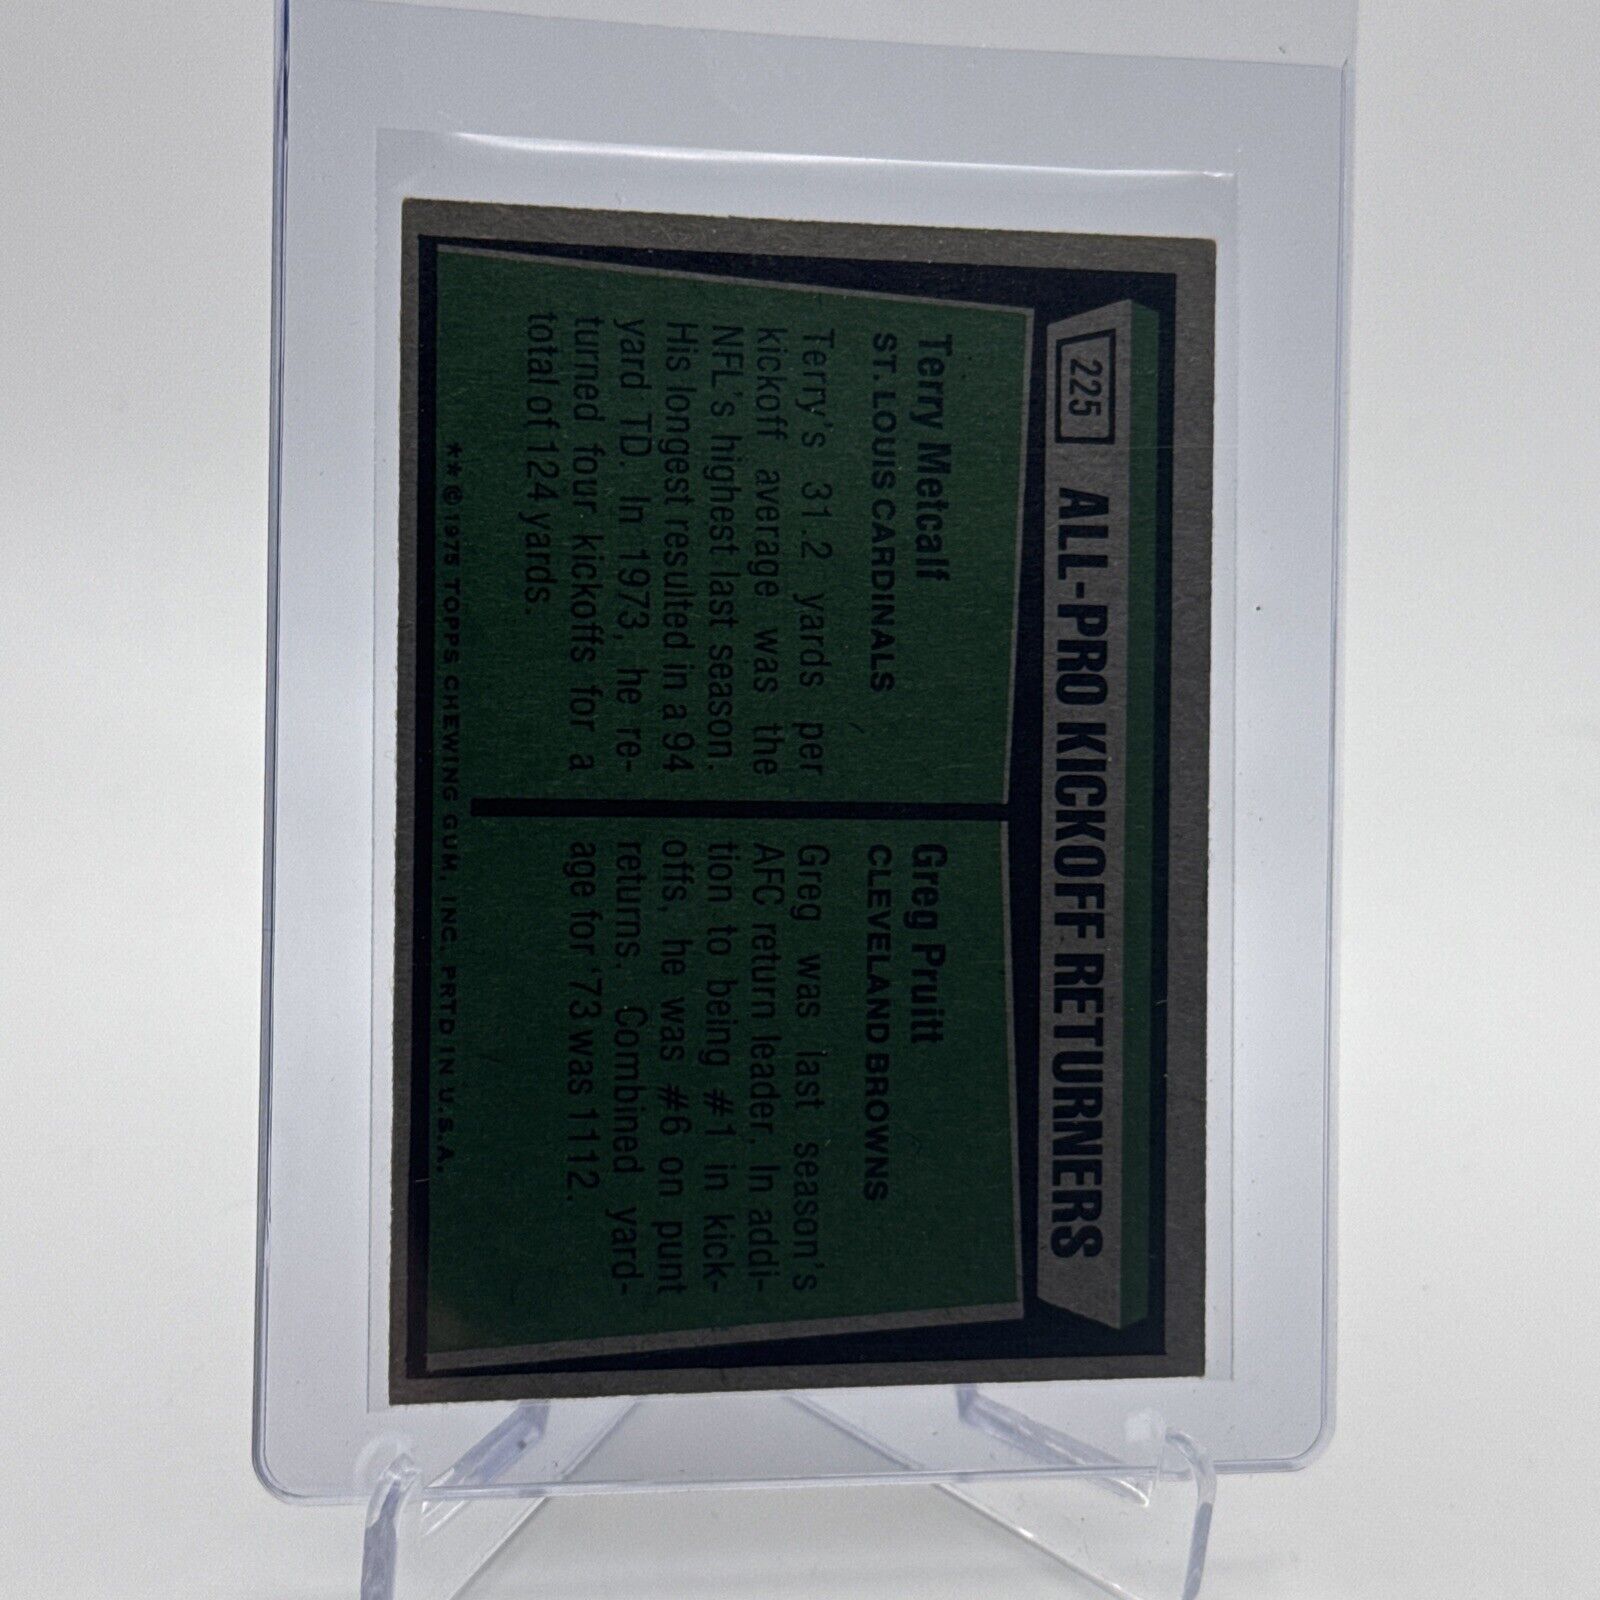 225 ALL-PRO KICKOFF RETURNERS
Terry Metcalf
ST. LOUIS CARDINALS
Terry's 31.2 yards per
kickoff average was the
NFL's highest last season.
His longest resulted in a 94
yard TD. In 1973, he re-
turned four kickoffs for a
total of 124 yards.
Greg Pruitt
CLEVELAND BROWNS
Greg was last season's
AFC return leader. In addi-
tion to being #1 in kick-
offs, he was #6 on punt
returns. Combined yard-
age for '73 was 1112.
**©1975 TOPPS CHEWING GUM, INC. PRTD IN U.S.A.